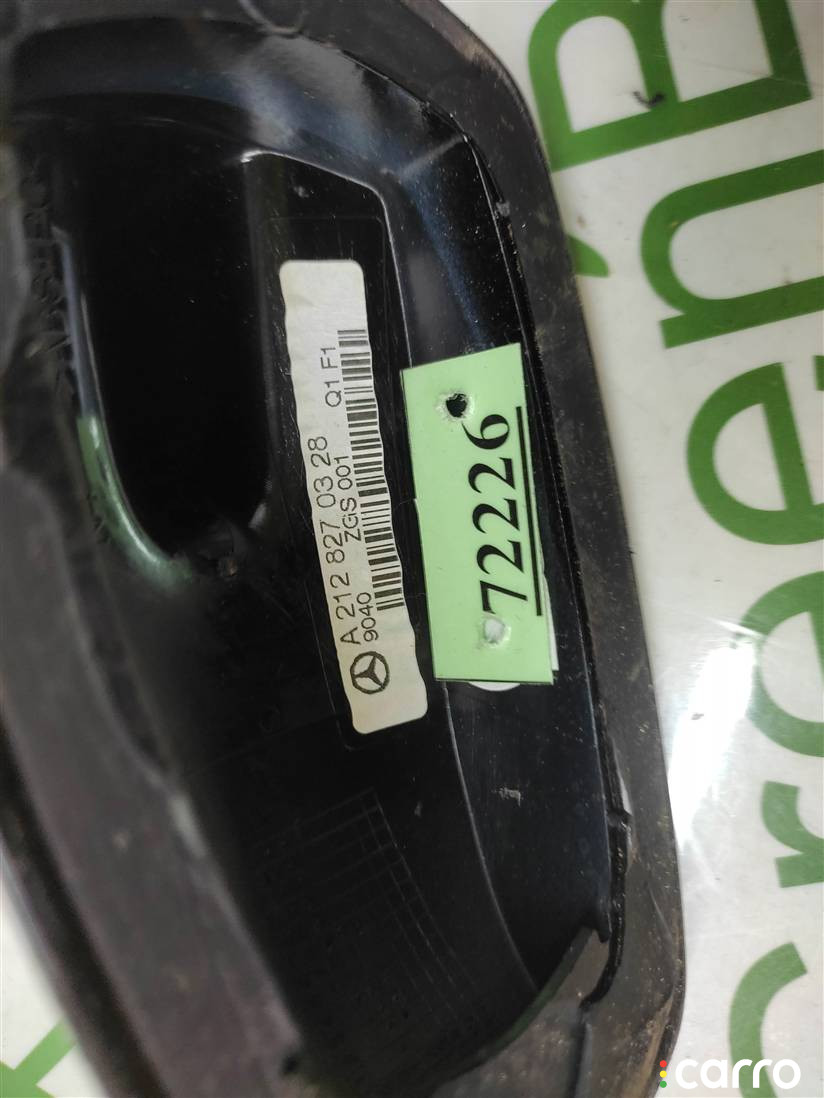 A 212 827 03 28
9040 ZGS 001 Q1 F1
72226
carro